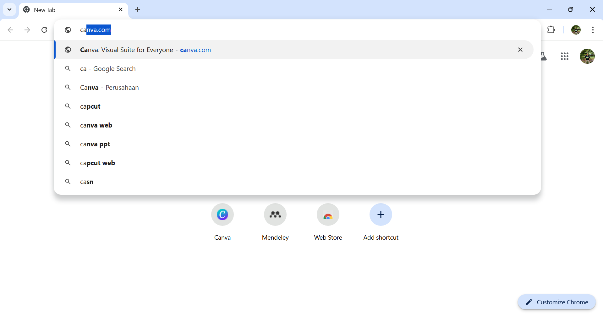 New Tab
canva.com
Canva: Visual Suite for Everyone - canva.com
ca - Google Search
Canva - Perusahaan
capcut
canva web
canva ppt
capcut web
casn
Canva
Mendeley
Web Store
Add shortcut
Customize Chrome